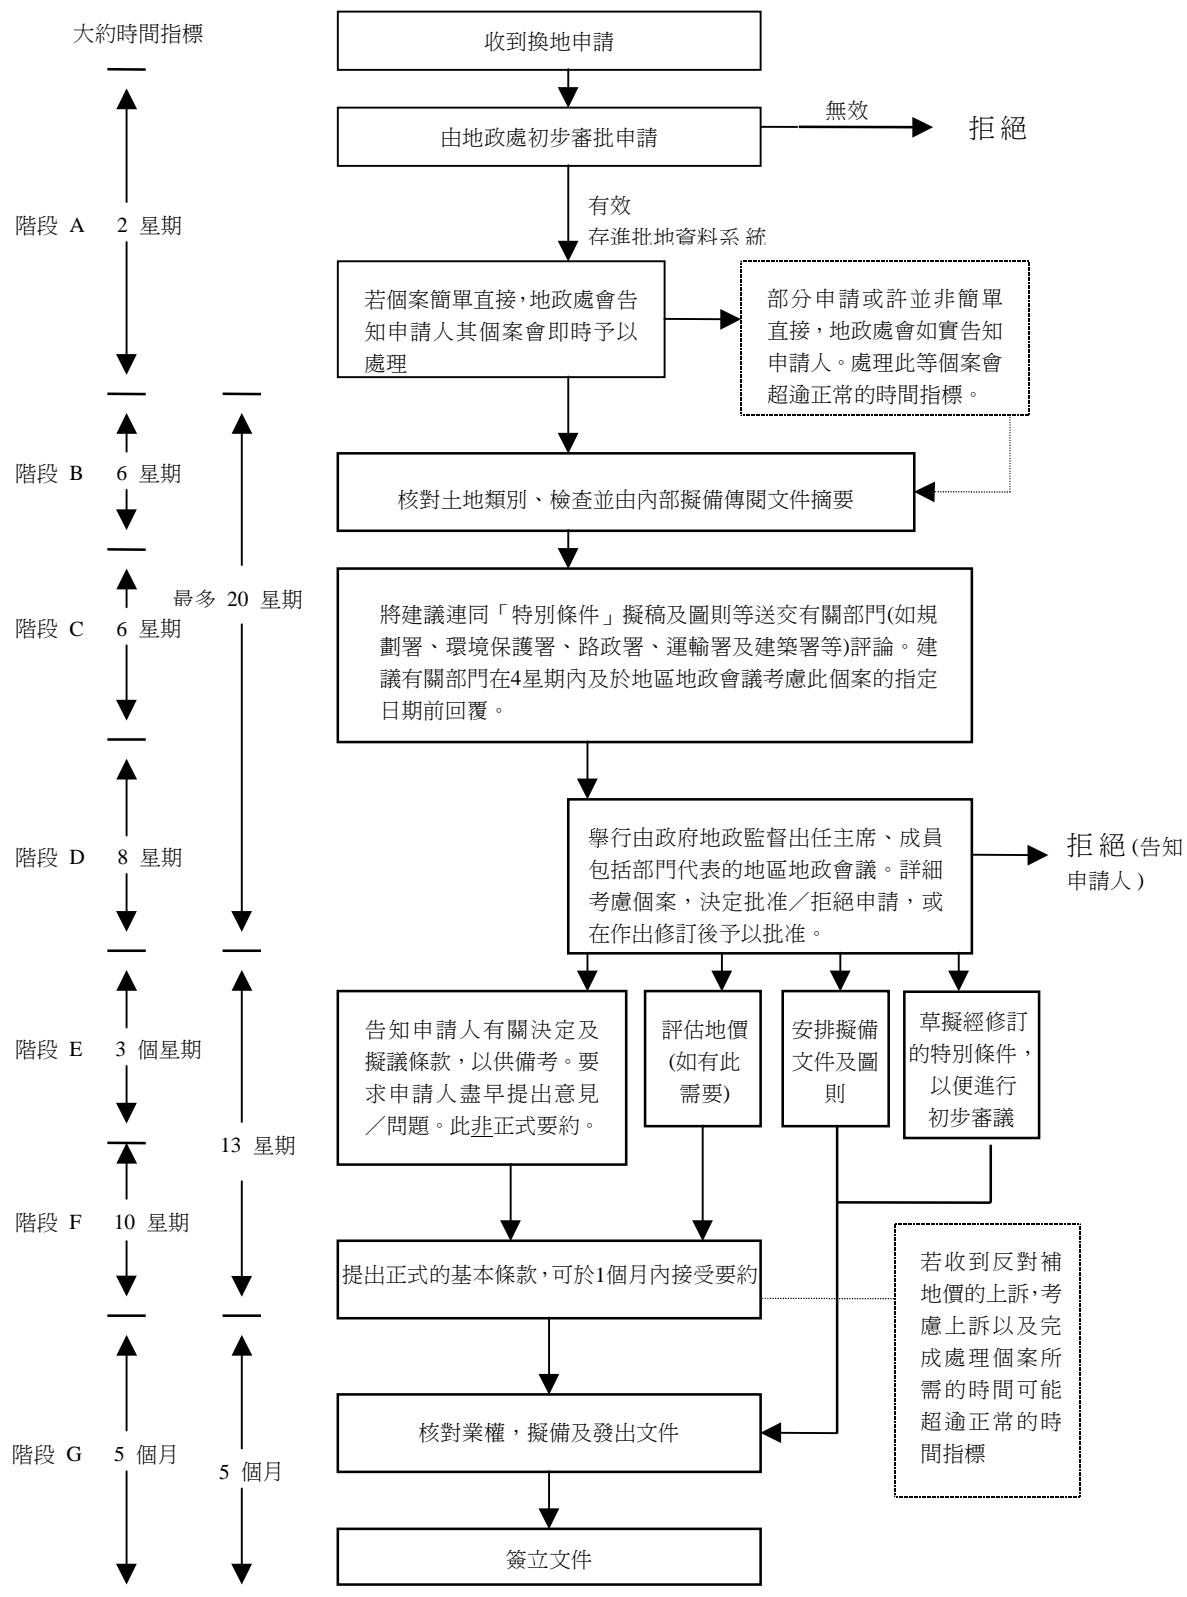 大約時間指標
收到換地申請
由地政處初步審批申請
無效
拒絕
有效
存進批地資料系統
階段 A 2 星期
若個案簡單直接，地政處會告
知申請人其個案會即時予以
處理
部分申請或許並非簡單
直接，地政處會如實告知
申請人。處理此等個案會
超逾正常的時間指標。
階段 B 6 星期
核對土地類別、檢查並由內部擬備傳閱文件摘要
最多 20 星期
階段 C 6 星期
將建議連同「特別條件」擬稿及圖則等送交有關部門(如規
劃署、環境保護署、路政署、運輸署及建築署等)評論。建
議有關部門在4星期內及於地區地政會議考慮此個案的指定
日期前回覆。
階段 D 8 星期
舉行由政府地政監督出任主席、成員
包括部門代表的地區地政會議。詳細
考慮個案，決定批准／拒絕申請，或
在作出修訂後予以批准。
拒絕(告知
申請人)
階段 E 3 個星期
告知申請人有關決定及
擬議條款，以供備考。要
求申請人盡早提出意見
／問題。此非正式要約。
評估地價
(如有此
需要)
安排擬備
文件及圖
則
草擬經修訂
的特別條件，
以便進行
初步審議
13 星期
階段 F 10 星期
提出正式的基本條款，可於1個月內接受要約
若收到反對補
地價的上訴，考
慮上訴以及完
成處理個案所
需的時間可能
超逾正常的時
間指標
階段 G 5 個月
5 個月
核對業權，擬備及發出文件
簽立文件